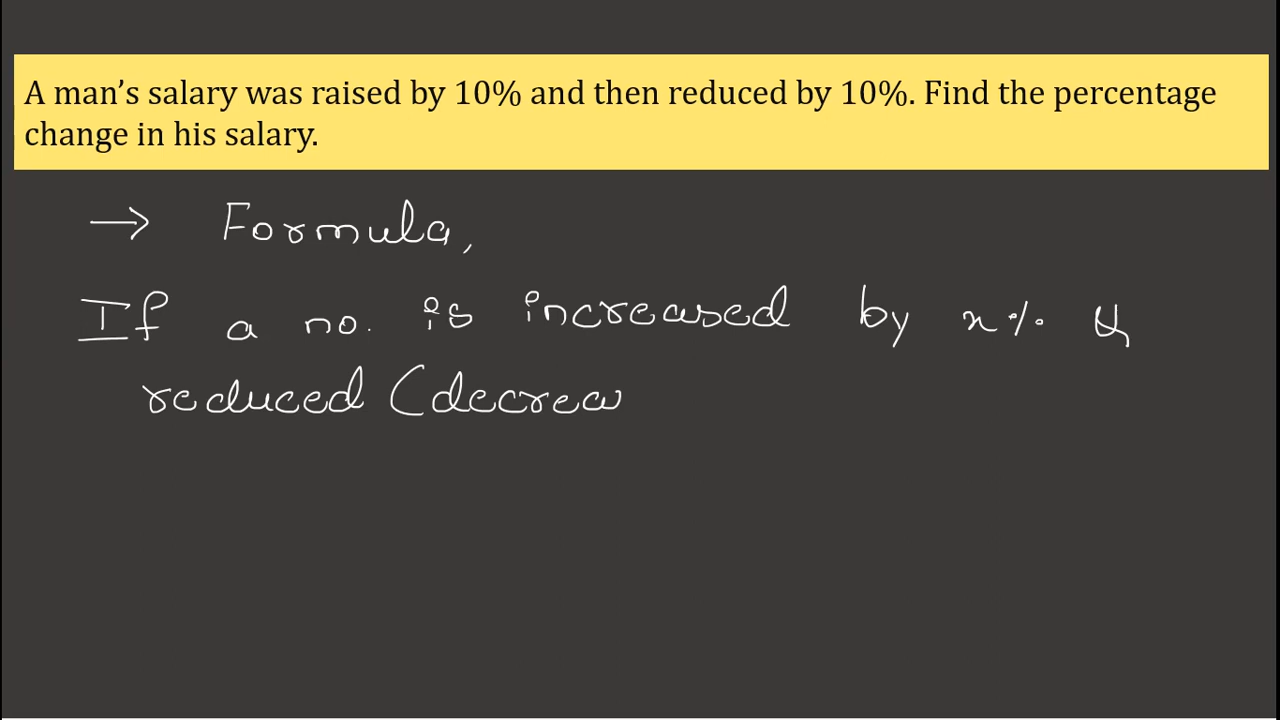 A man’s salary was raised by 10% and then reduced by 10%. Find the percentage
change in his salary.
→ Formula,
If a no. is increased by x% &
reduced (decrea